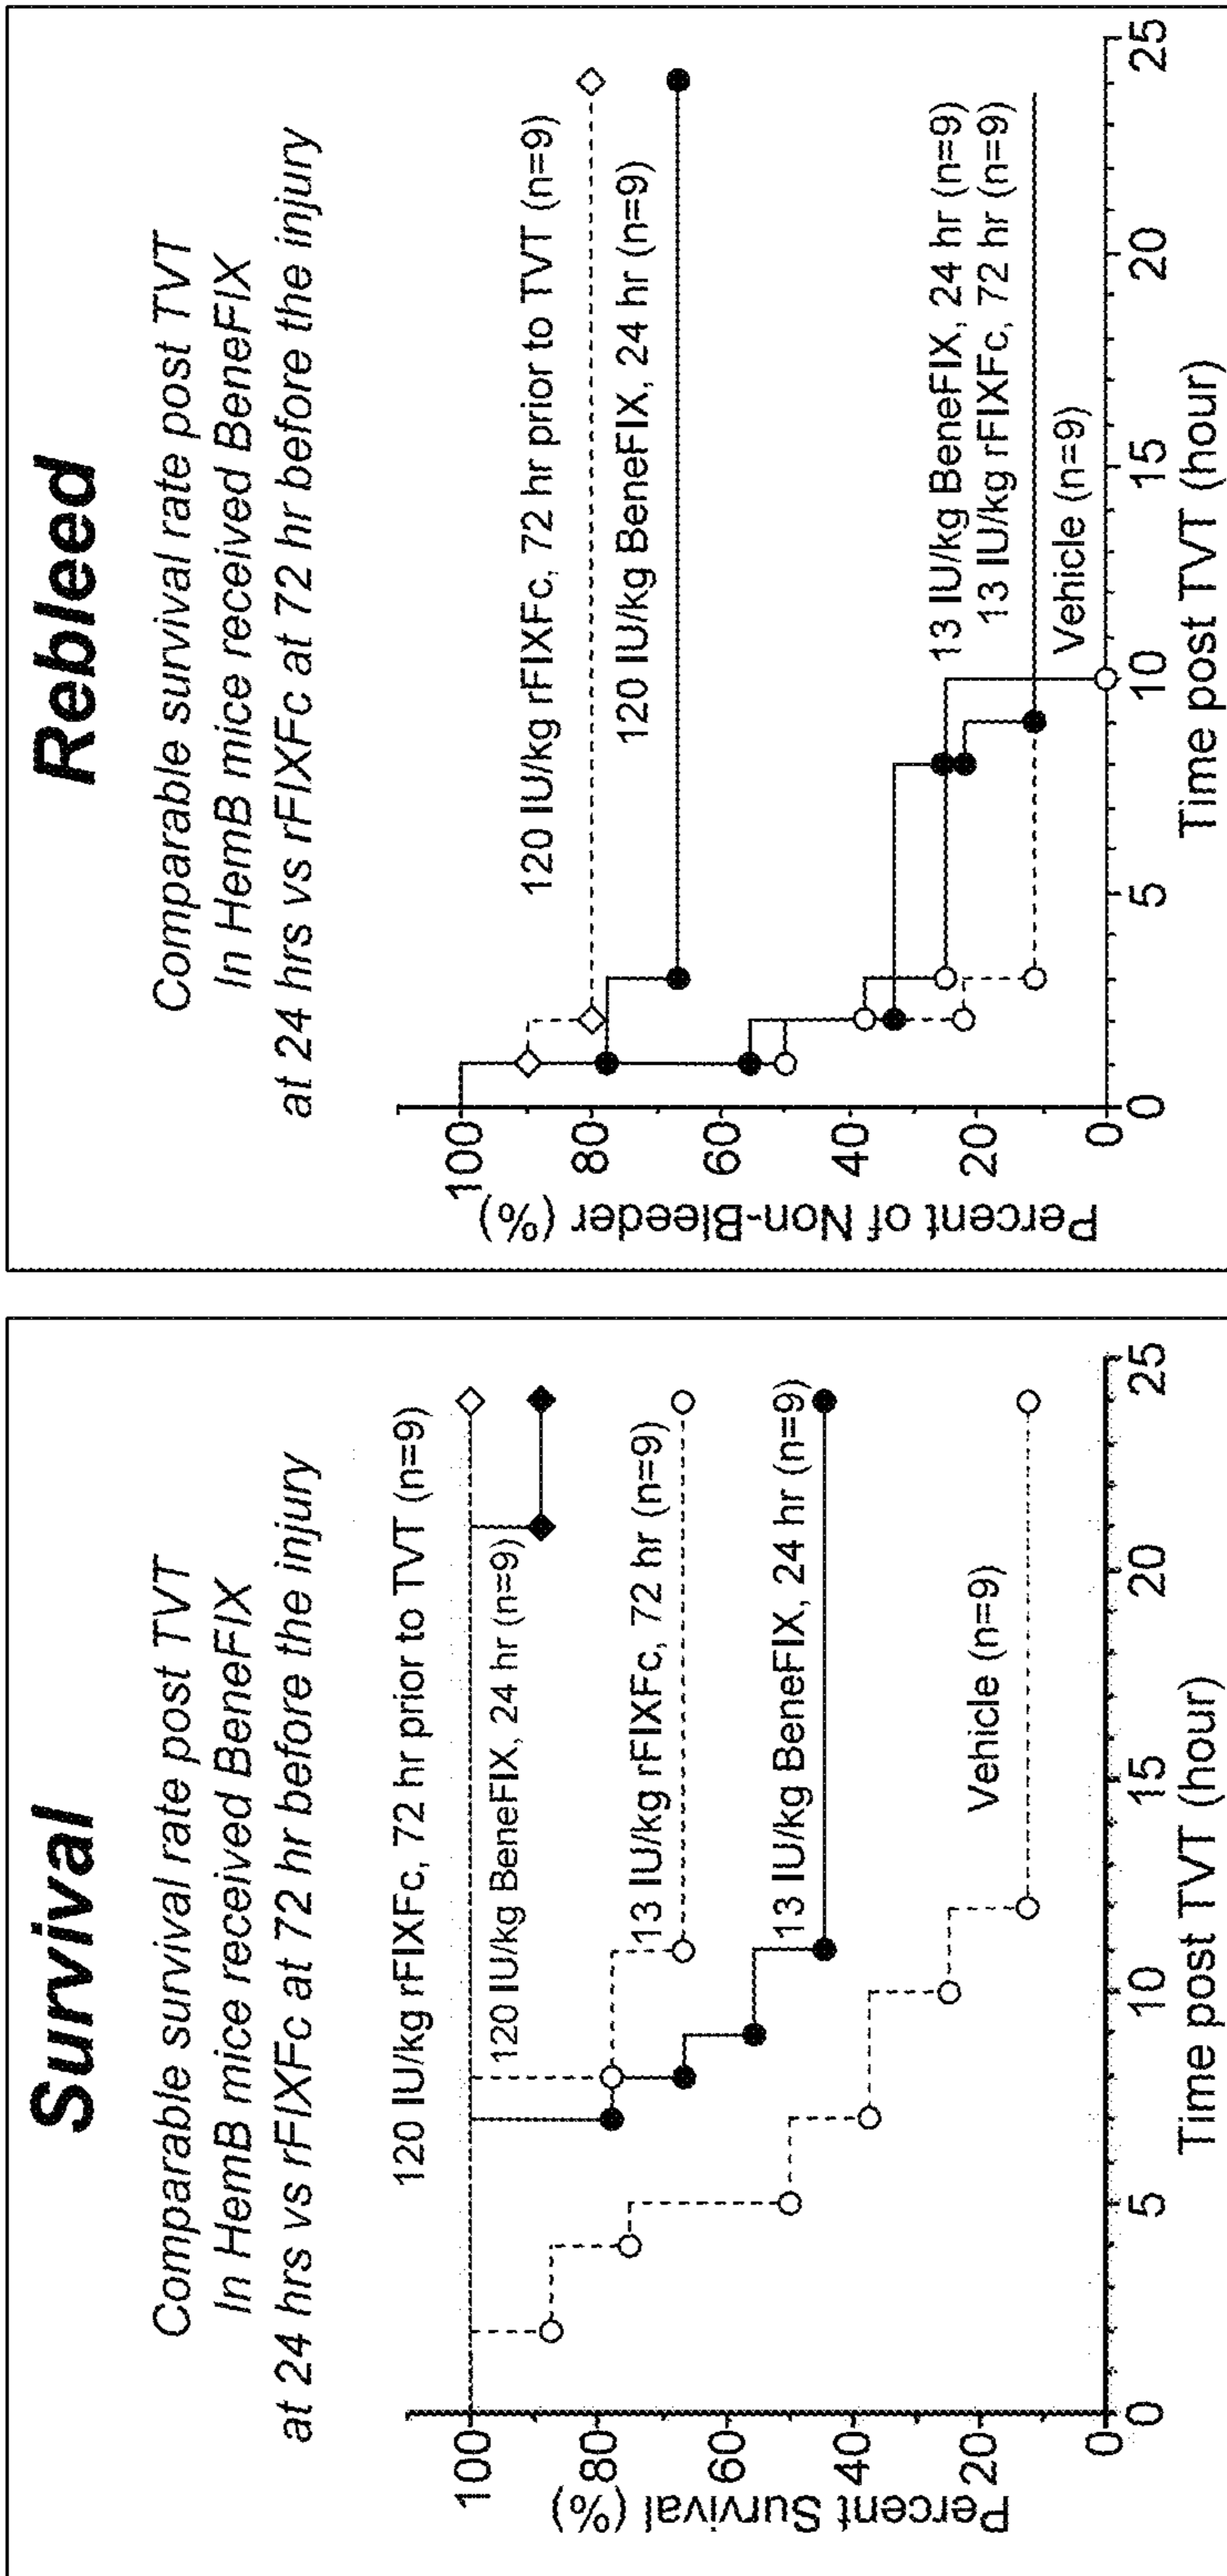 Survival
Comparable survival rate post TVT
In HemB mice received BeneFIX
at 24 hrs vs rFIXFc at 72 hr before the injury
120 IU/kg rFIXFc, 72 hr prior to TVT (n=9)
120 IU/kg BeneFIX, 24 hr (n=9)
13 IU/kg rFIXFc, 72 hr (n=9)
13 IU/kg BeneFIX, 24 hr (n=9)
Vehicle (n=9)
Percent Survival (%)
100
80
60
40
20
0
0 5 10 15 20 25
Time post TVT (hour)
Rebleed
Comparable survival rate post TVT
In HemB mice received BeneFIX
at 24 hrs vs rFIXFc at 72 hr before the injury
120 IU/kg rFIXFc, 72 hr prior to TVT (n=9)
120 IU/kg BeneFIX, 24 hr (n=9)
13 IU/kg BeneFIX, 24 hr (n=9)
13 IU/kg rFIXFc, 72 hr (n=9)
Vehicle (n=9)
Percent of Non-Bleeder (%)
100
80
60
40
20
0
0 5 10 15 20 25
Time post TVT (hour)